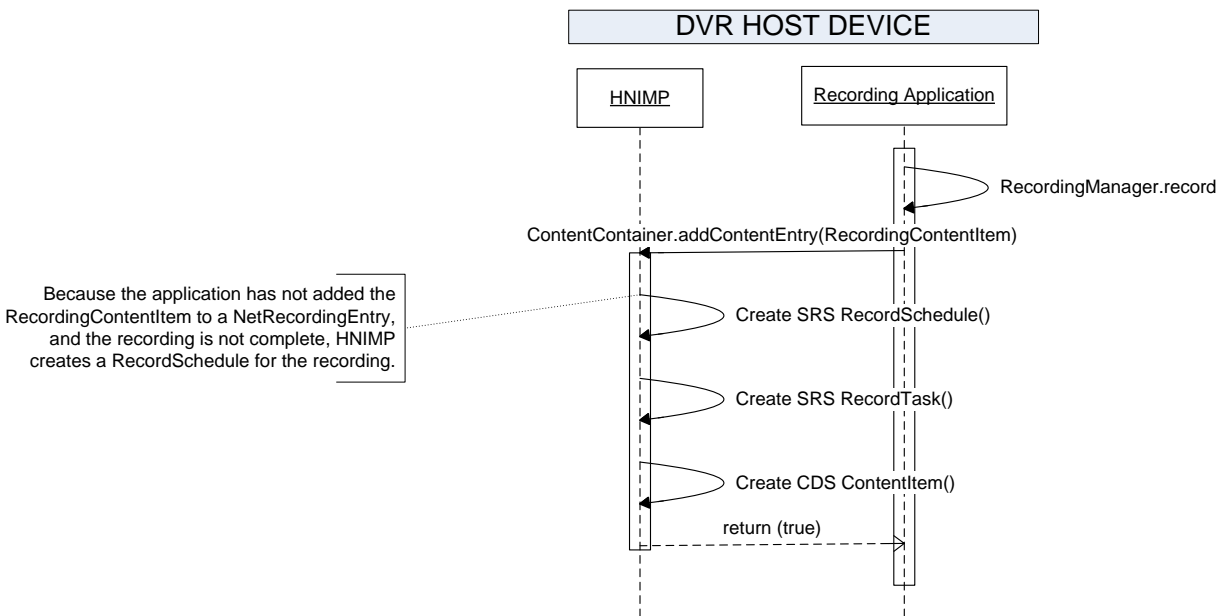 DVR HOST DEVICE
HNIMP
Recording Application
RecordingManager.record
ContentContainer.addContentEntry(RecordingContentItem)
Because the application has not added the
RecordingContentItem to a NetRecordingEntry,
and the recording is not complete, HNIMP
creates a RecordSchedule for the recording.
Create SRS RecordSchedule()
Create SRS RecordTask()
Create CDS ContentItem()
return (true)